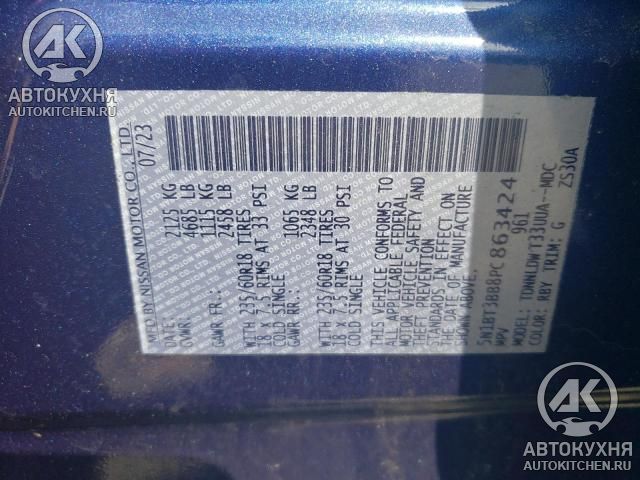 AK
АВТОКУХНЯ
AUTOKITCHEN.RU
MFD BY NISSAN MOTOR CO.,LTD.
07/23
GVWR: 2125 KG
4685 LB
GAWR FR: 1115 KG
2458 LB
235/60R18 TIRES
18 x 7.5 RIMS AT 33 PSI
COLD SINGLE
GAWR RR: 1065 KG
2348 LB
235/60R18 TIRES
18 x 7.5 RIMS AT 30 PSI
COLD SINGLE
THIS VEHICLE CONFORMS TO
ALL APPLICABLE FEDERAL
MOTOR VEHICLE SAFETY AND
THEFT PREVENTION
STANDARDS IN EFFECT ON
THE DATE OF MANUFACTURE
SHOWN ABOVE.
5N1BT3BB8PC863424
MPV 961
MODEL: TDNNLDWT33UUA--MDC
COLOR: RBY TRIM: G ZS30A
AK
АВТОКУХНЯ
AUTOKITCHEN.RU